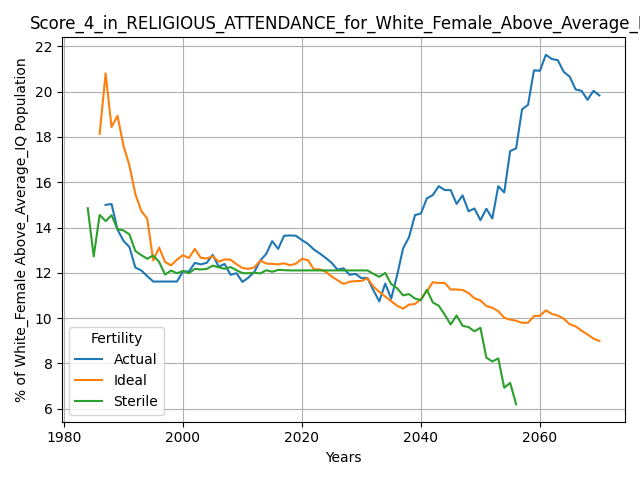 Score_4_in_RELIGIOUS_ATTENDANCE_for_White_Female_Above_Average_
% of White_Female Above_Average_IQ Population
22
20
18
16
14
12
10
8
6
Fertility
Actual
Ideal
Sterile
1980
2000
2020
2040
2060
Years